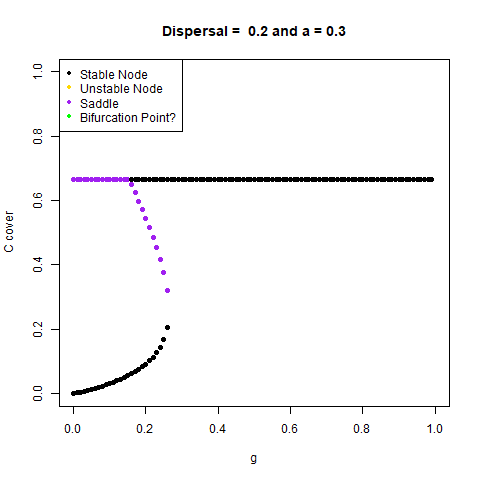 Dispersal =  0.2 and a = 0.3
Stable Node
Unstable Node
Saddle
Bifurcation Point?
C cover
1.0
0.8
0.6
0.4
0.2
0.0
0.0 0.2 0.4 0.6 0.8 1.0
g